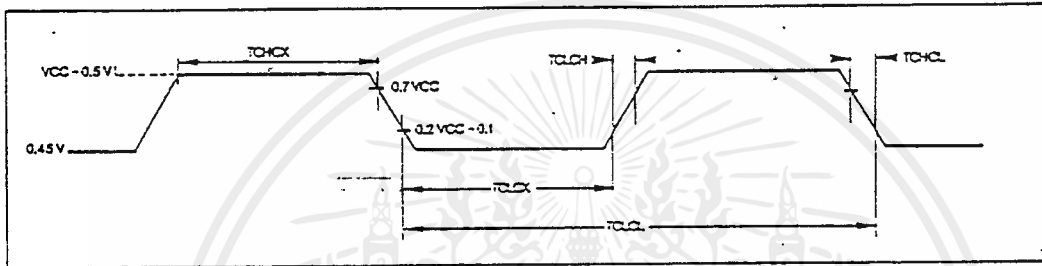 TCHCX
TCLCH
TCHCL
VCC - 0.5 V
0.7 VCC
0.2 VCC - 0.1
0.45 V
TCLCX
TCLCL